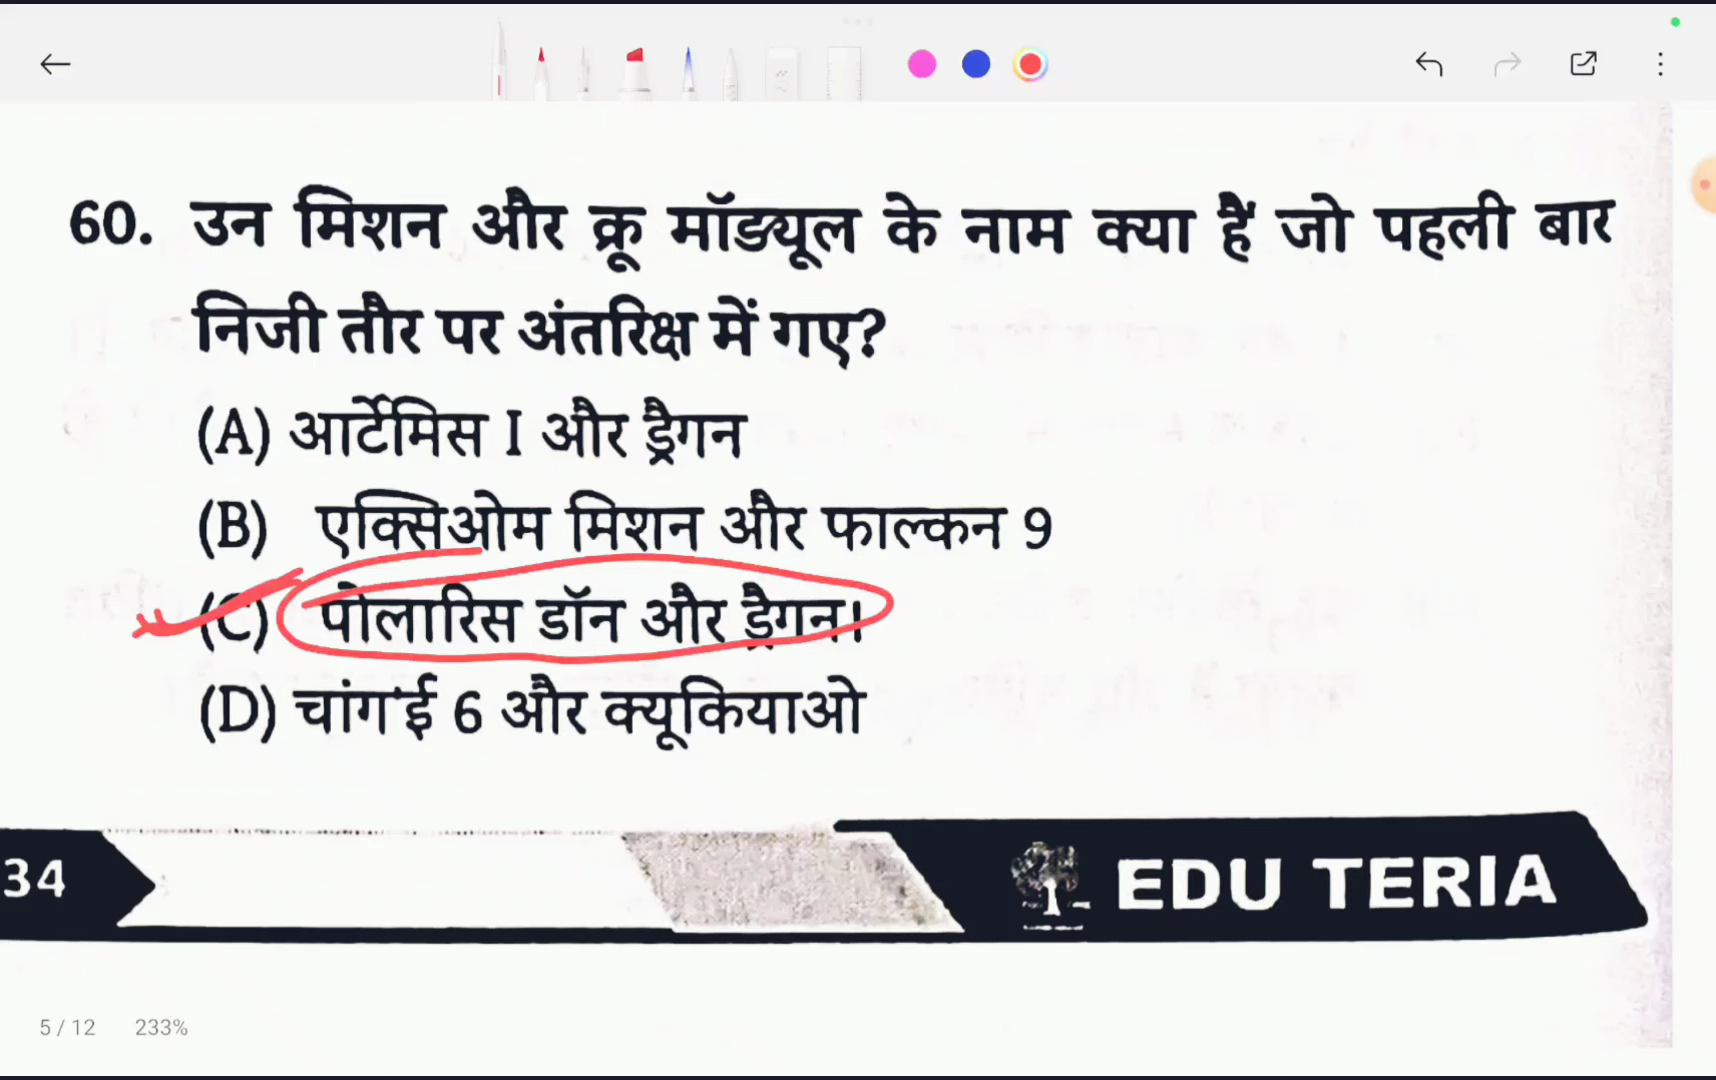 60. उन मिशन और क्रू मॉड्यूल के नाम क्या हैं जो पहली बार
निजी तौर पर अंतरिक्ष में गए?
(A) आर्टेमिस I और ड्रैगन
(B) एक्सिओम मिशन और फाल्कन 9
(C) पोलारिस डॉन और ड्रैगन।
(D) चांग'ई 6 और क्यूकियाओ
34
EDU TERIA
5 / 12 233%